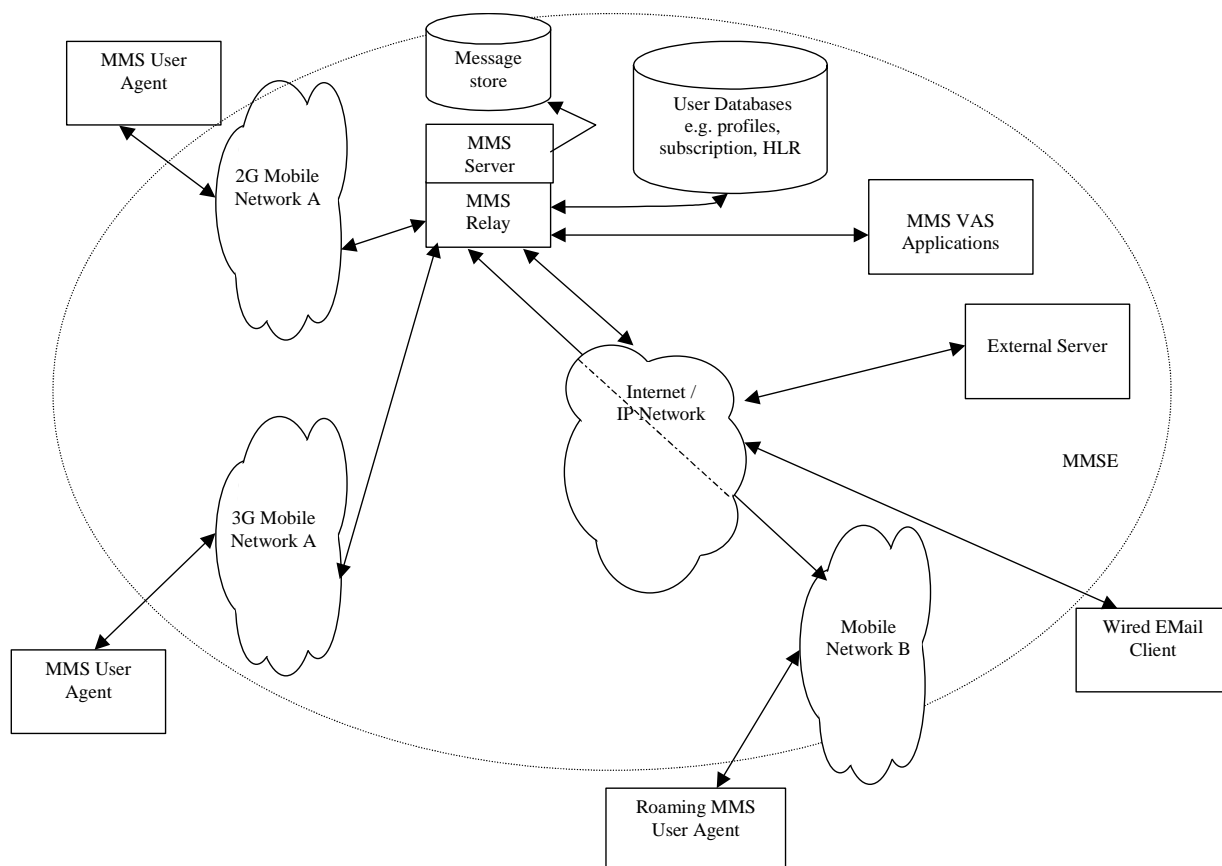 MMS User
Agent
Message
store
User Databases
e.g. profiles,
subscription, HLR
MMS
Server
2G Mobile
Network A
MMS
Relay
MMS VAS
Applications
External Server
Internet /
IP Network
MMSE
3G Mobile
Network A
Mobile
Network B
Wired EMail
Client
MMS User
Agent
Roaming MMS
User Agent